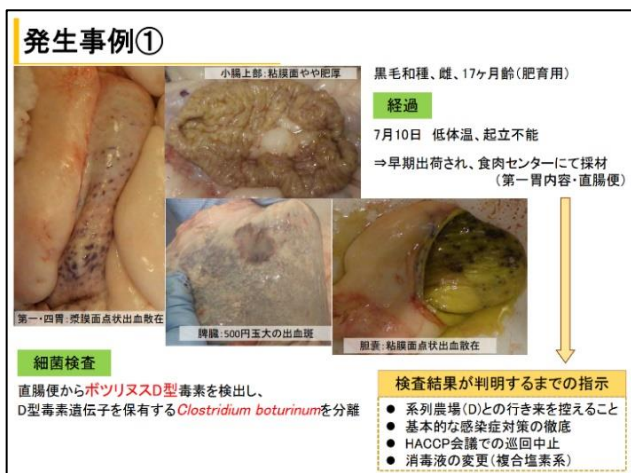 発生事例①
小腸上部:粘膜面やや肥厚
黒毛和種、雌、17ヶ月齢(肥育用)
経過
7月10日 低体温、起立不能
⇒早期出荷され、食肉センターにて採材
(第一胃内容・直腸便)
第一・四胃:漿膜面点状出血散在
脾臓:500円玉大の出血斑
胆嚢:粘膜面点状出血散在
細菌検査
直腸便からボツリヌスD型毒素を検出し、
D型毒素遺伝子を保有するClostridium boturinumを分離
検査結果が判明するまでの指示
● 系列農場(D)との行き来を控えること
● 基本的な感染症対策の徹底
● HACCP会議での巡回中止
● 消毒液の変更(複合塩素系)